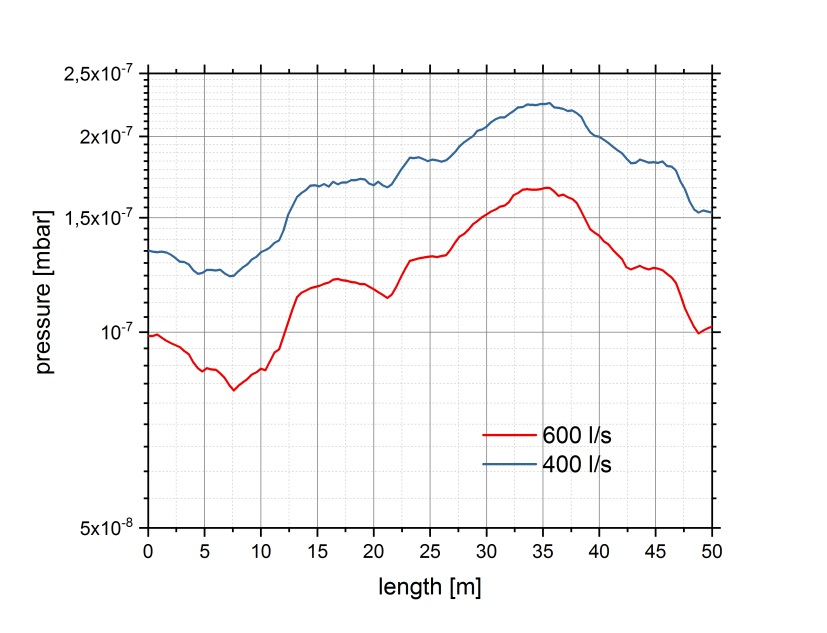 2,5x10⁻⁷
2x10⁻⁷
1,5x10⁻⁷
10⁻⁷
5x10⁻⁸
pressure [mbar]
600 l/s
400 l/s
0 5 10 15 20 25 30 35 40 45 50
length [m]